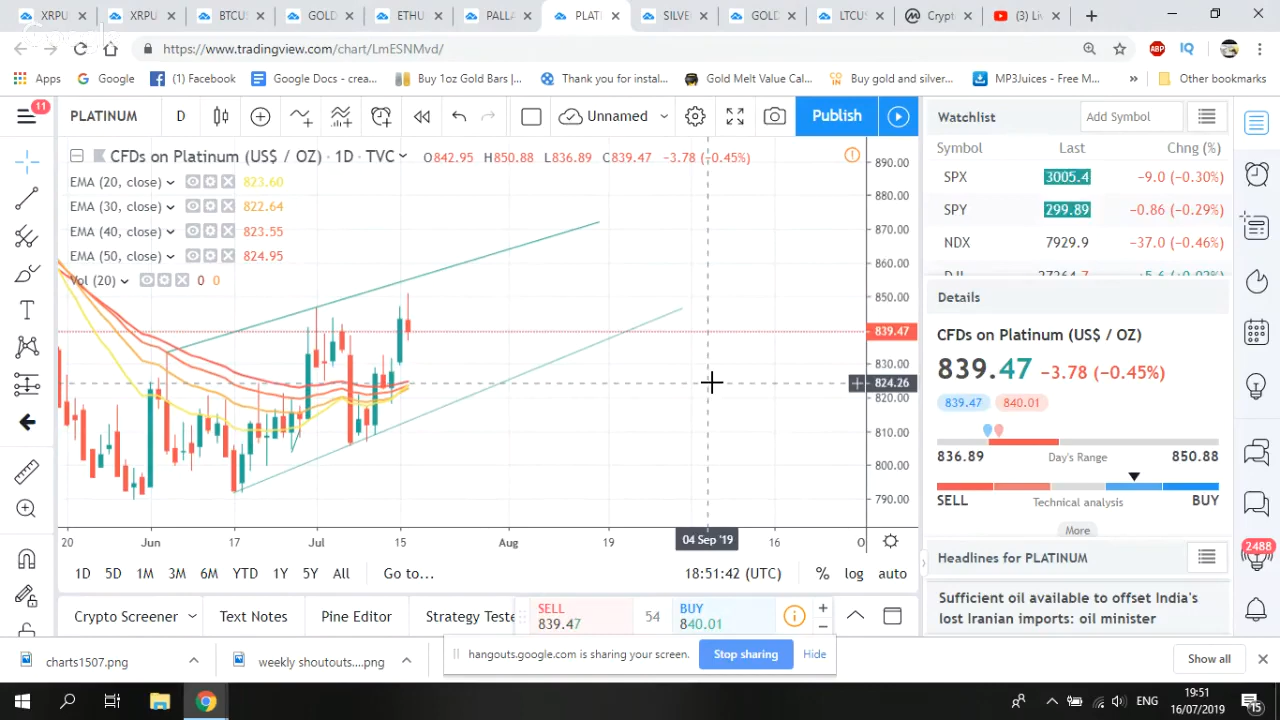 XRPU XRPU BTCUS GOLD ETHU PALLA PLATI SILVE GOLD LTCUS Crypt (3) Li
https://www.tradingview.com/chart/LmESNMvd/
Apps Google (1) Facebook Google Docs - crea... Buy 1oz Gold Bars |... Thank you for instal... Gold Melt Value Cal... Buy gold and silver... MP3Juices - Free M... » Other bookmarks
11 PLATINUM D Unnamed Publish
CFDs on Platinum (US$ / OZ) · 1D · TVC O842.95 H850.88 L836.89 C839.47 -3.78 (-0.45%)
EMA (20, close) 823.60
EMA (30, close) 822.64
EMA (40, close) 823.55
EMA (50, close) 824.95
Vol (20) 0 0
890.00
880.00
870.00
860.00
850.00
839.47
830.00
824.26
820.00
810.00
800.00
790.00
20 Jun 17 Jul 15 Aug 19 04 Sep '19 16 O
1D 5D 1M 3M 6M YTD 1Y 5Y All Go to... 18:51:42 (UTC) % log auto
Crypto Screener Text Notes Pine Editor Strategy Teste
SELL 839.47 54 BUY 840.01
Watchlist Add Symbol
Symbol Last Chng (%)
SPX 3005.4 -9.0 (-0.30%)
SPY 299.89 -0.86 (-0.29%)
NDX 7929.9 -37.0 (-0.46%)
Details
CFDs on Platinum (US$ / OZ)
839.47 -3.78 (-0.45%)
839.47 840.01
836.89 Day's Range 850.88
SELL Technical analysis BUY
More
Headlines for PLATINUM
Sufficient oil available to offset India's
lost Iranian imports: oil minister
2488
charts1507.png weekly shoutouts....png hangouts.google.com is sharing your screen. Stop sharing Hide Show all
ENG 19:51
16/07/2019 15